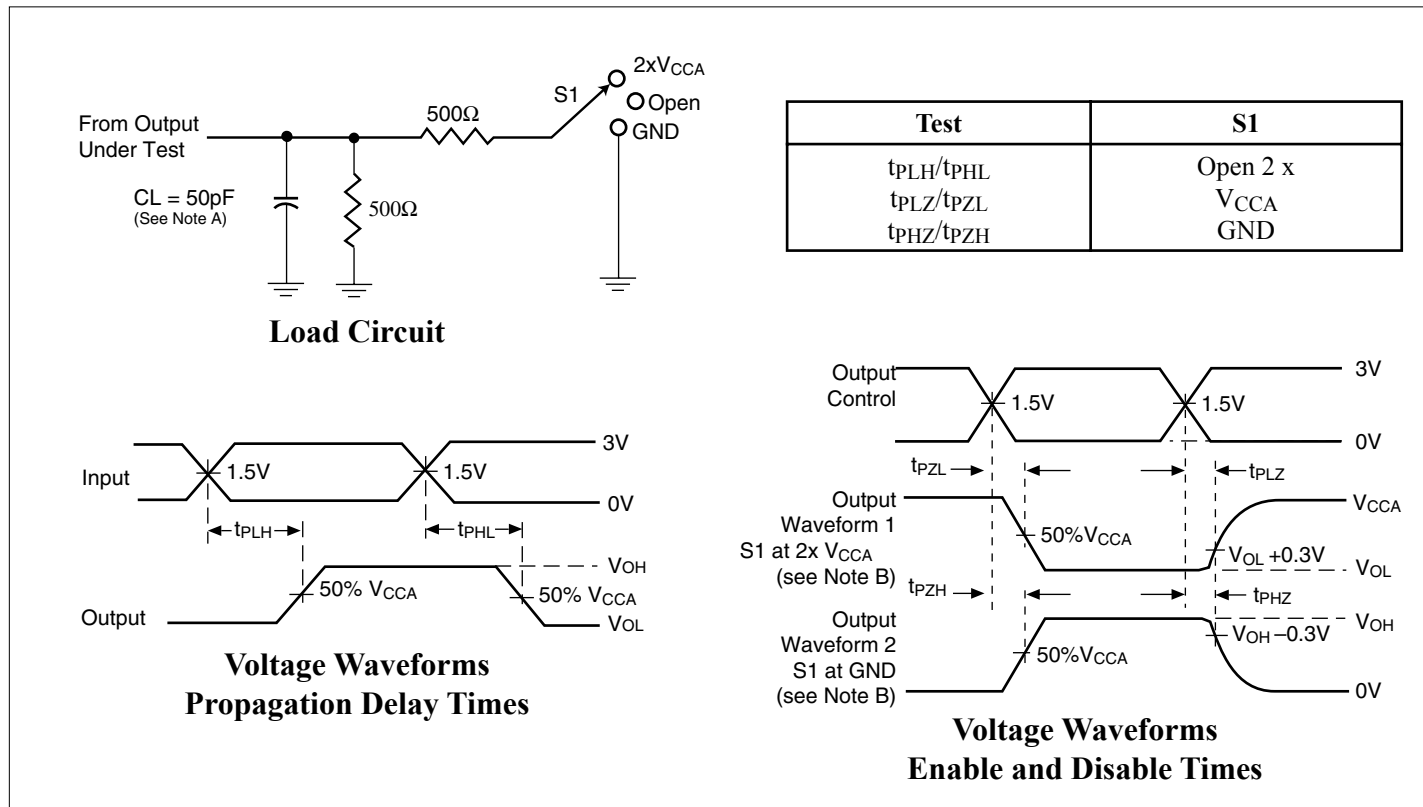 2xVCCA
S1
Open
500Ω
GND
From Output
Under Test
CL = 50pF
(See Note A)
500Ω
Load Circuit
Test S1
tPLH/tPHL Open 2 x
tPLZ/tPZL VCCA
tPHZ/tPZH GND
Input
3V
1.5V
1.5V
0V
tPLH
tPHL
VOH
50% VCCA
50% VCCA
Output
VOL
Voltage Waveforms
Propagation Delay Times
Output
Control
3V
1.5V
1.5V
0V
tPZL
tPLZ
Output
Waveform 1
S1 at 2x VCCA
(see Note B)
VCCA
50%VCCA
VOL +0.3V
VOL
tPZH
tPHZ
Output
Waveform 2
S1 at GND
(see Note B)
VOH
VOH –0.3V
50%VCCA
0V
Voltage Waveforms
Enable and Disable Times